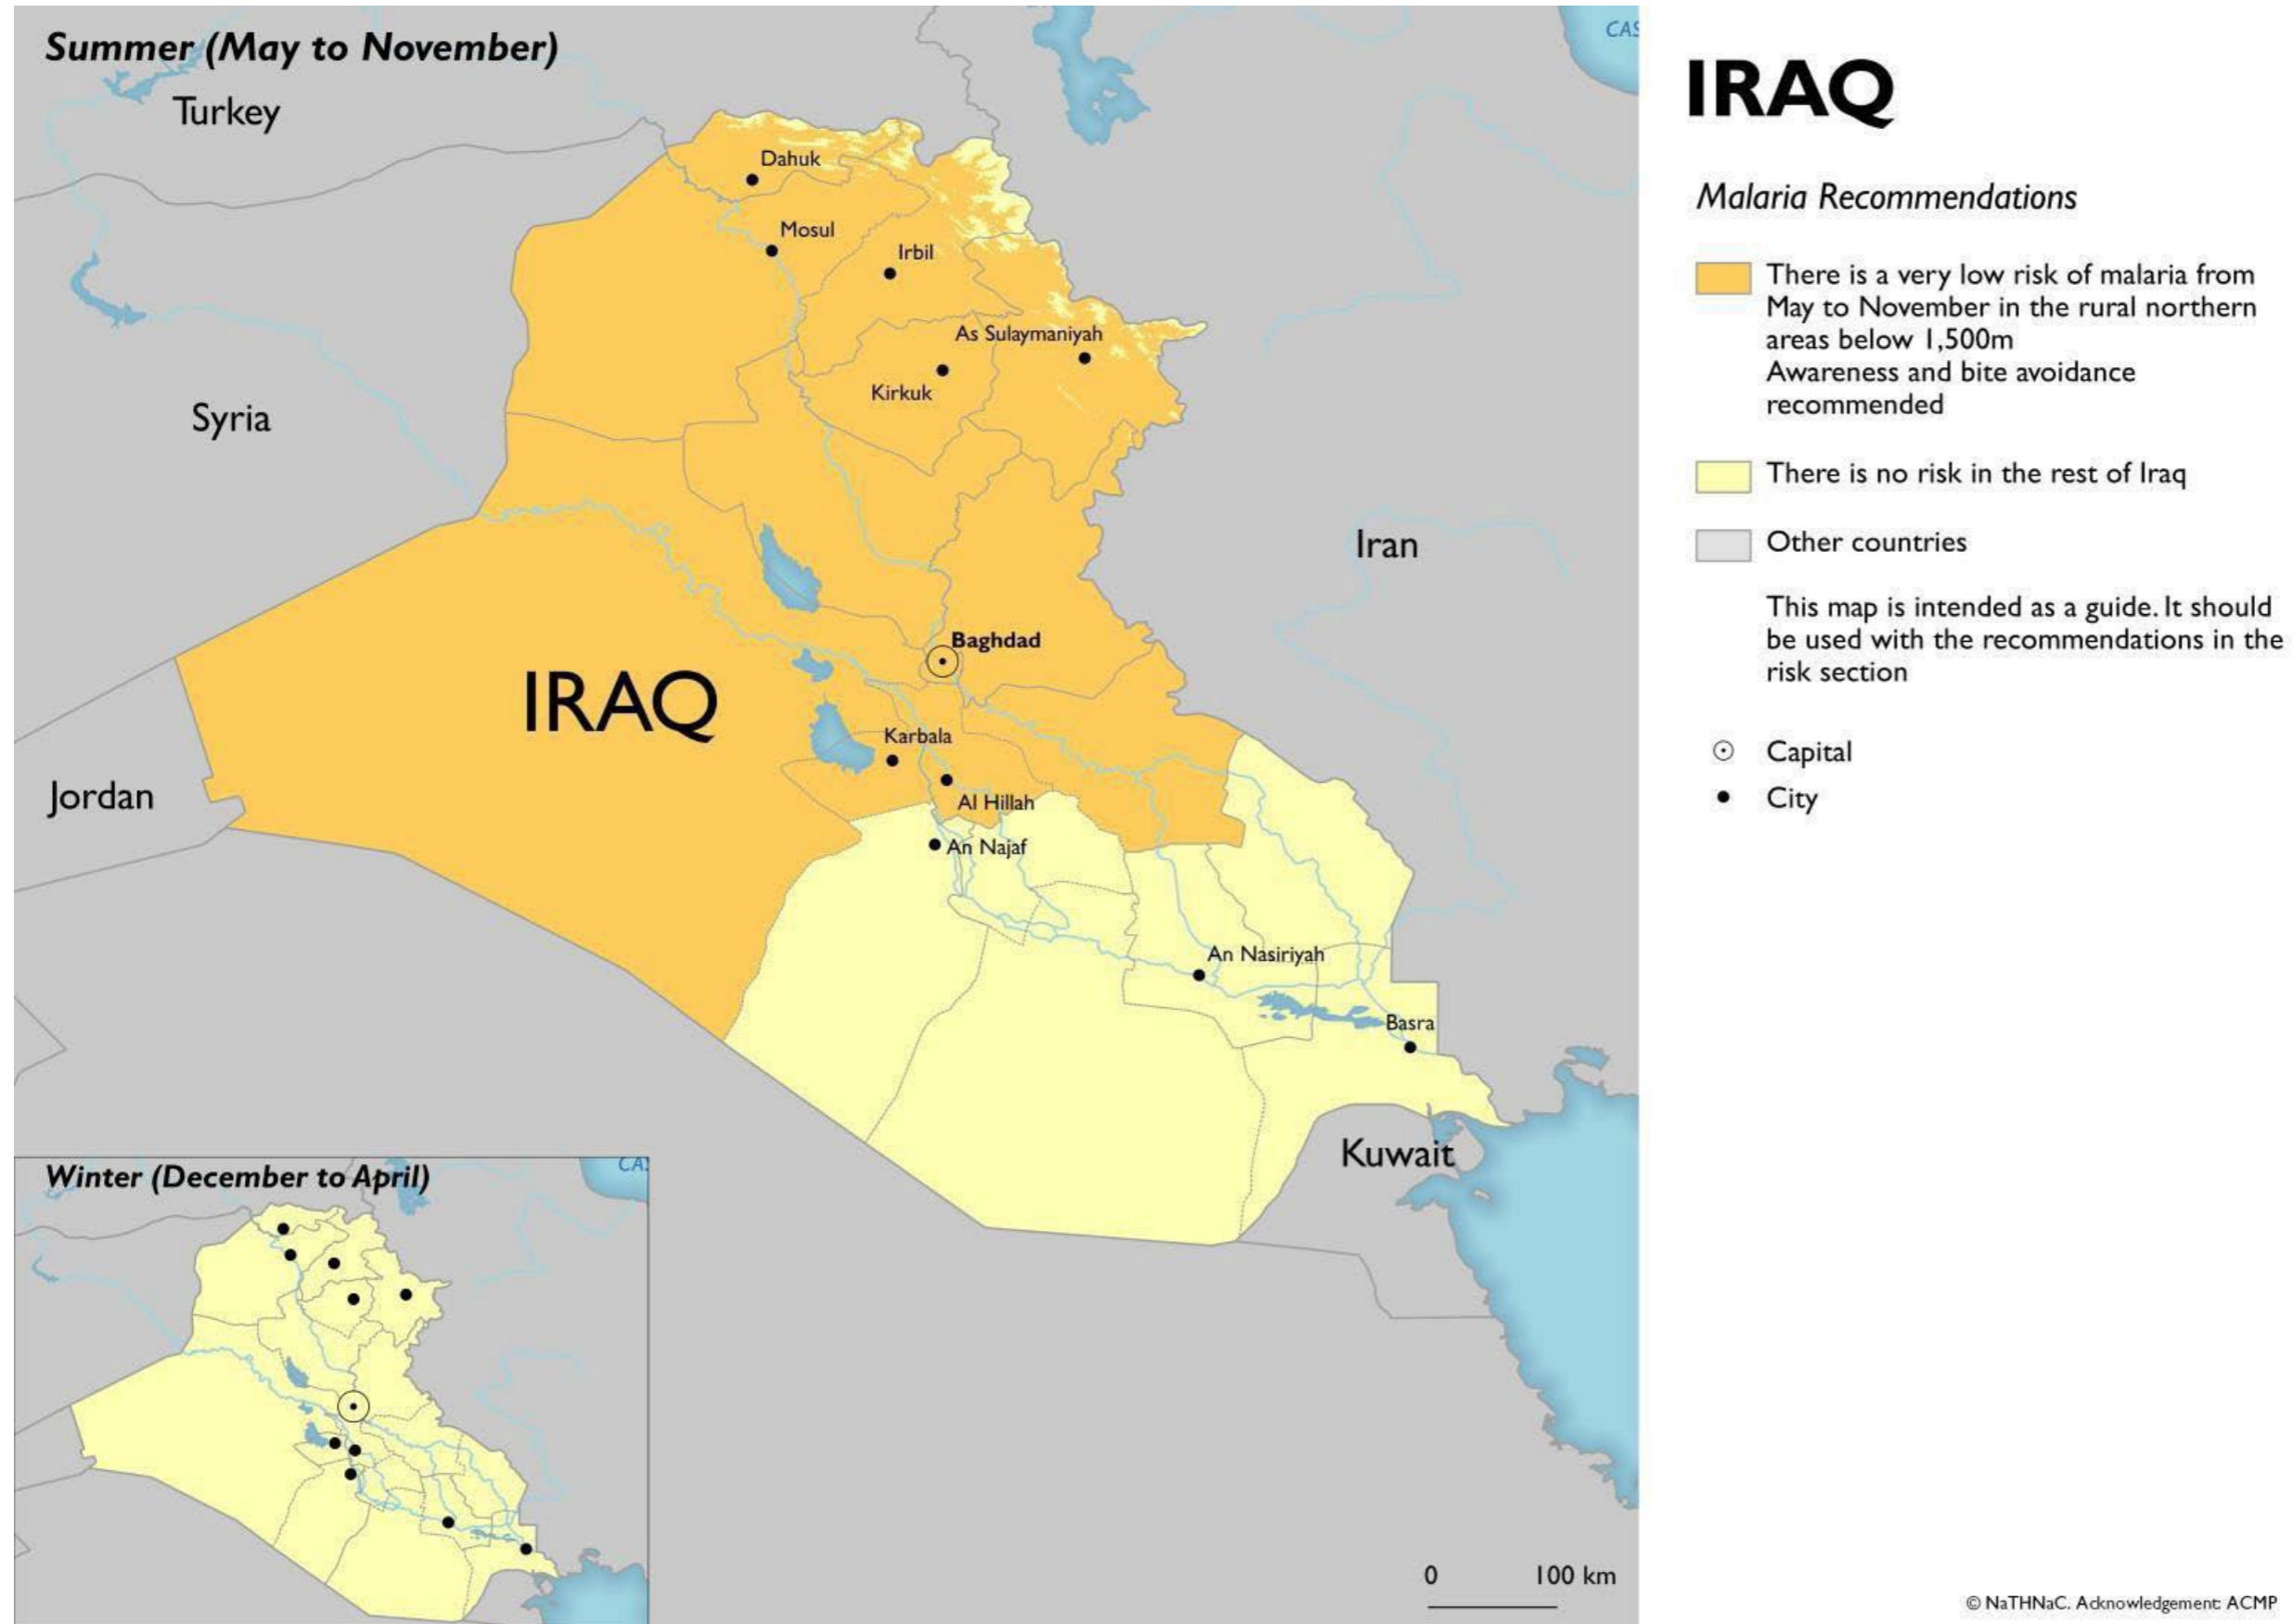 Summer (May to November)
CAS
Turkey
Dahuk
Mosul
Irbil
As Sulaymaniyah
Kirkuk
Syria
Iran
Baghdad
IRAQ
Karbala
Jordan
Al Hillah
An Najaf
An Nasiriyah
Basra
Kuwait
Winter (December to April)
CA
0 100 km
IRAQ
Malaria Recommendations
There is a very low risk of malaria from
May to November in the rural northern
areas below 1,500m
Awareness and bite avoidance
recommended
There is no risk in the rest of Iraq
Other countries
This map is intended as a guide. It should
be used with the recommendations in the
risk section
Capital
City
© NaTHNaC. Acknowledgement: ACMP